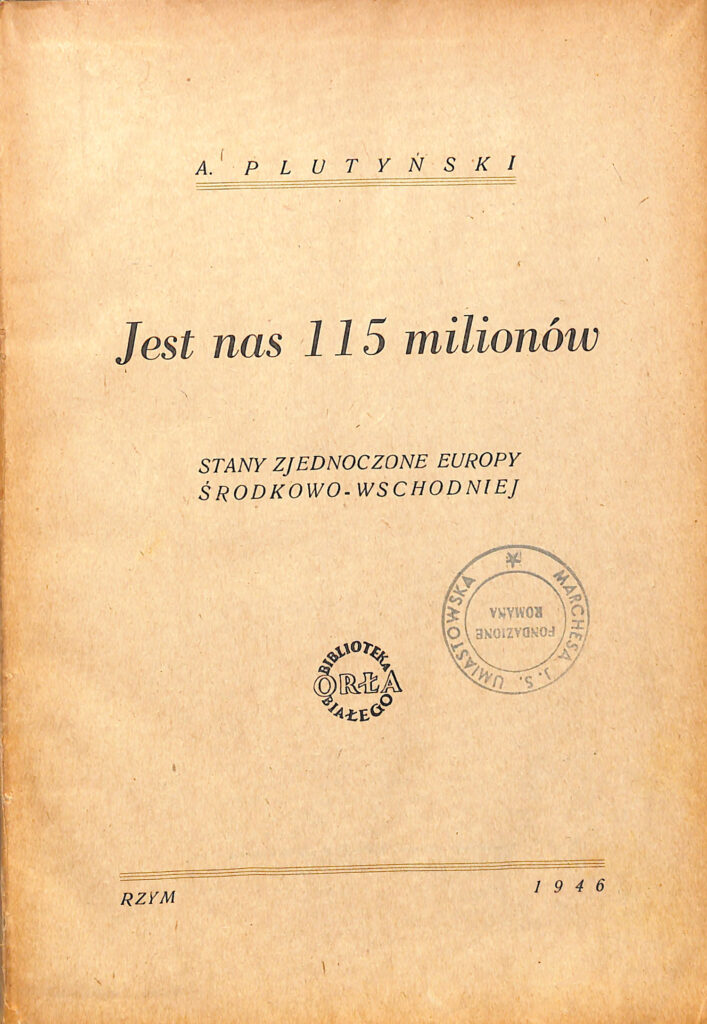 A. PLUTYŃSKI
Jest nas 115 milionów
STANY ZJEDNOCZONE EUROPY
ŚRODKOWO-WSCHODNIEJ
MARCHESA J. S. UMIASTOWSKA
FONDAZIONE
ROMANA
BIBLIOTEKA
ORŁA
BIAŁEGO
RZYM 1946